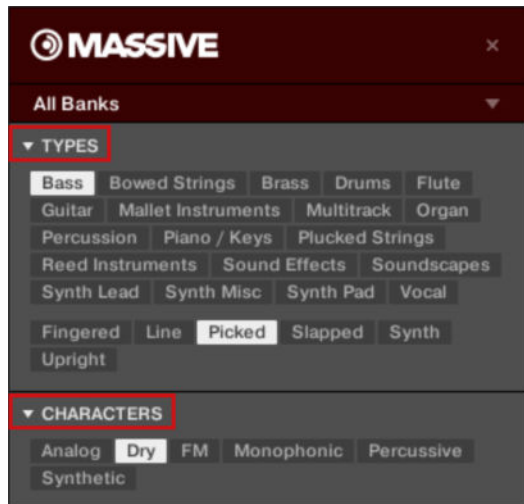 MASSIVE ×
All Banks
TYPES
Bass Bowed Strings Brass Drums Flute
Guitar Mallet Instruments Multitrack Organ
Percussion Piano / Keys Plucked Strings
Reed Instruments Sound Effects Soundscapes
Synth Lead Synth Misc Synth Pad Vocal
Fingered Line Picked Slapped Synth
Upright
CHARACTERS
Analog Dry FM Monophonic Percussive
Synthetic